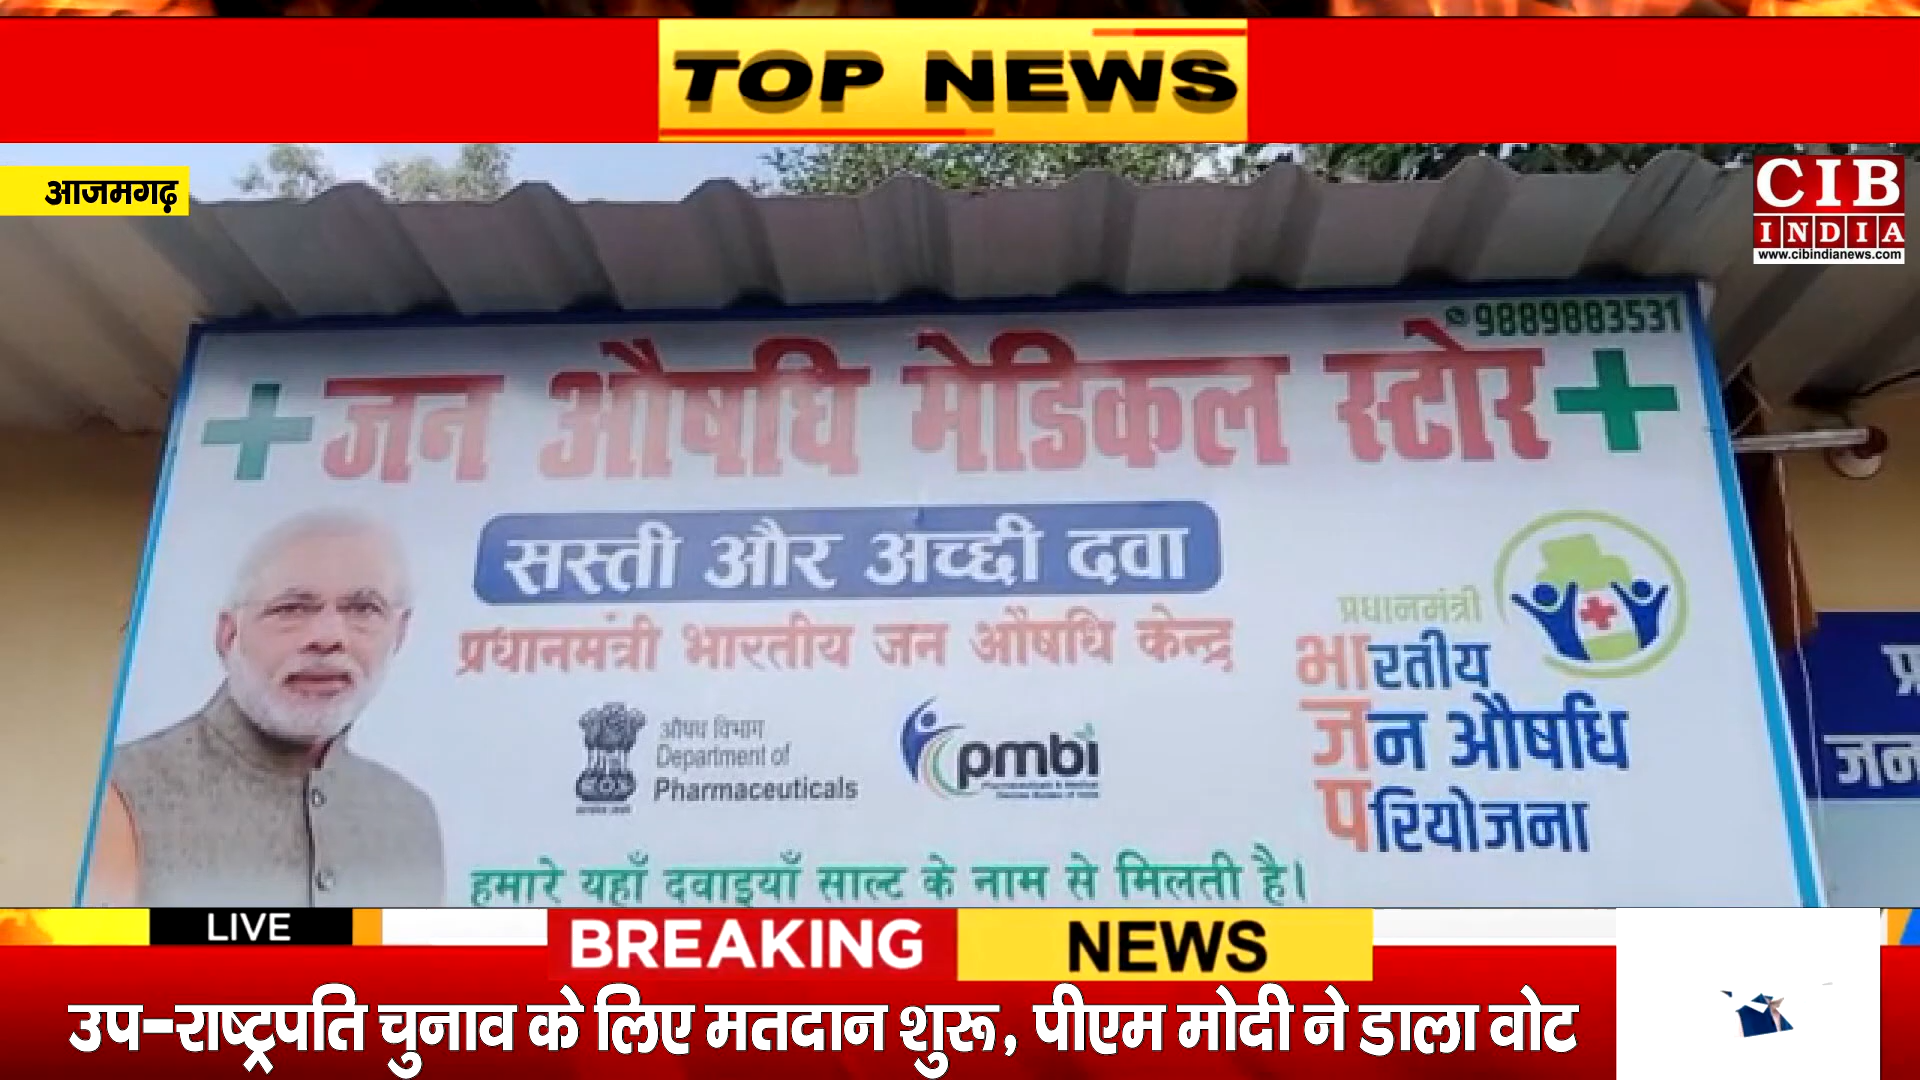 TOP NEWS
आजमगढ़
CIB
INDIA
www.cibindianews.com
9889883531
जन औषधि मेडिकल स्टोर
सस्ती और अच्छी दवा
प्रधानमंत्री भारतीय जन औषधि केन्द्र
औषध विभाग
Department of
Pharmaceuticals
pmbi
प्रधानमंत्री
भारतीय
जन औषधि
परियोजना
प्र
जन
हमारे यहाँ दवाइयाँ साल्ट के नाम से मिलती है।
LIVE
BREAKING NEWS
उप-राष्ट्रपति चुनाव के लिए मतदान शुरू, पीएम मोदी ने डाला वोट